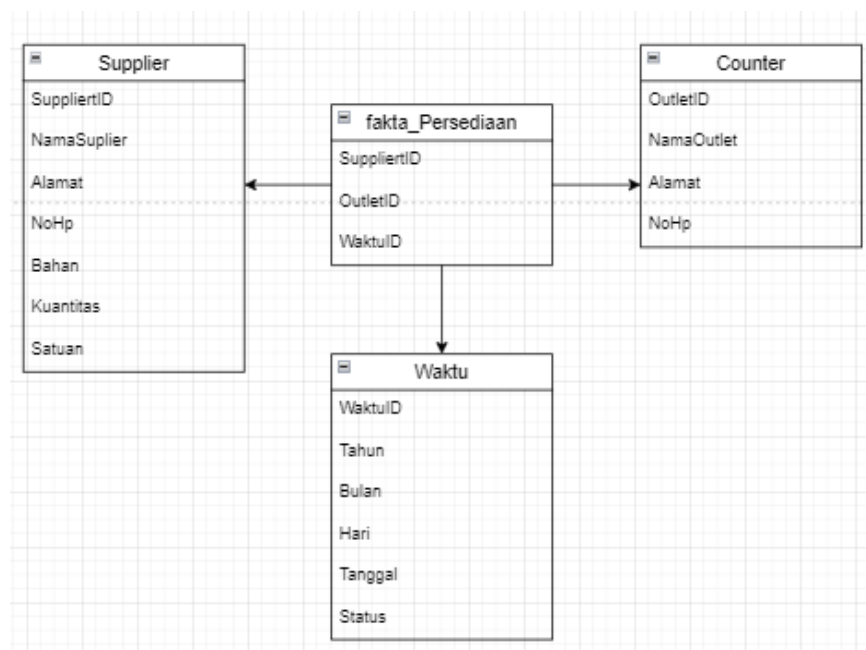 Supplier
SuppliertID
NamaSuplier
Alamat
NoHp
Bahan
Kuantitas
Satuan
fakta_Persediaan
SuppliertID
OutletID
WaktuID
Counter
OutletID
NamaOutlet
Alamat
NoHp
Waktu
WaktuID
Tahun
Bulan
Hari
Tanggal
Status